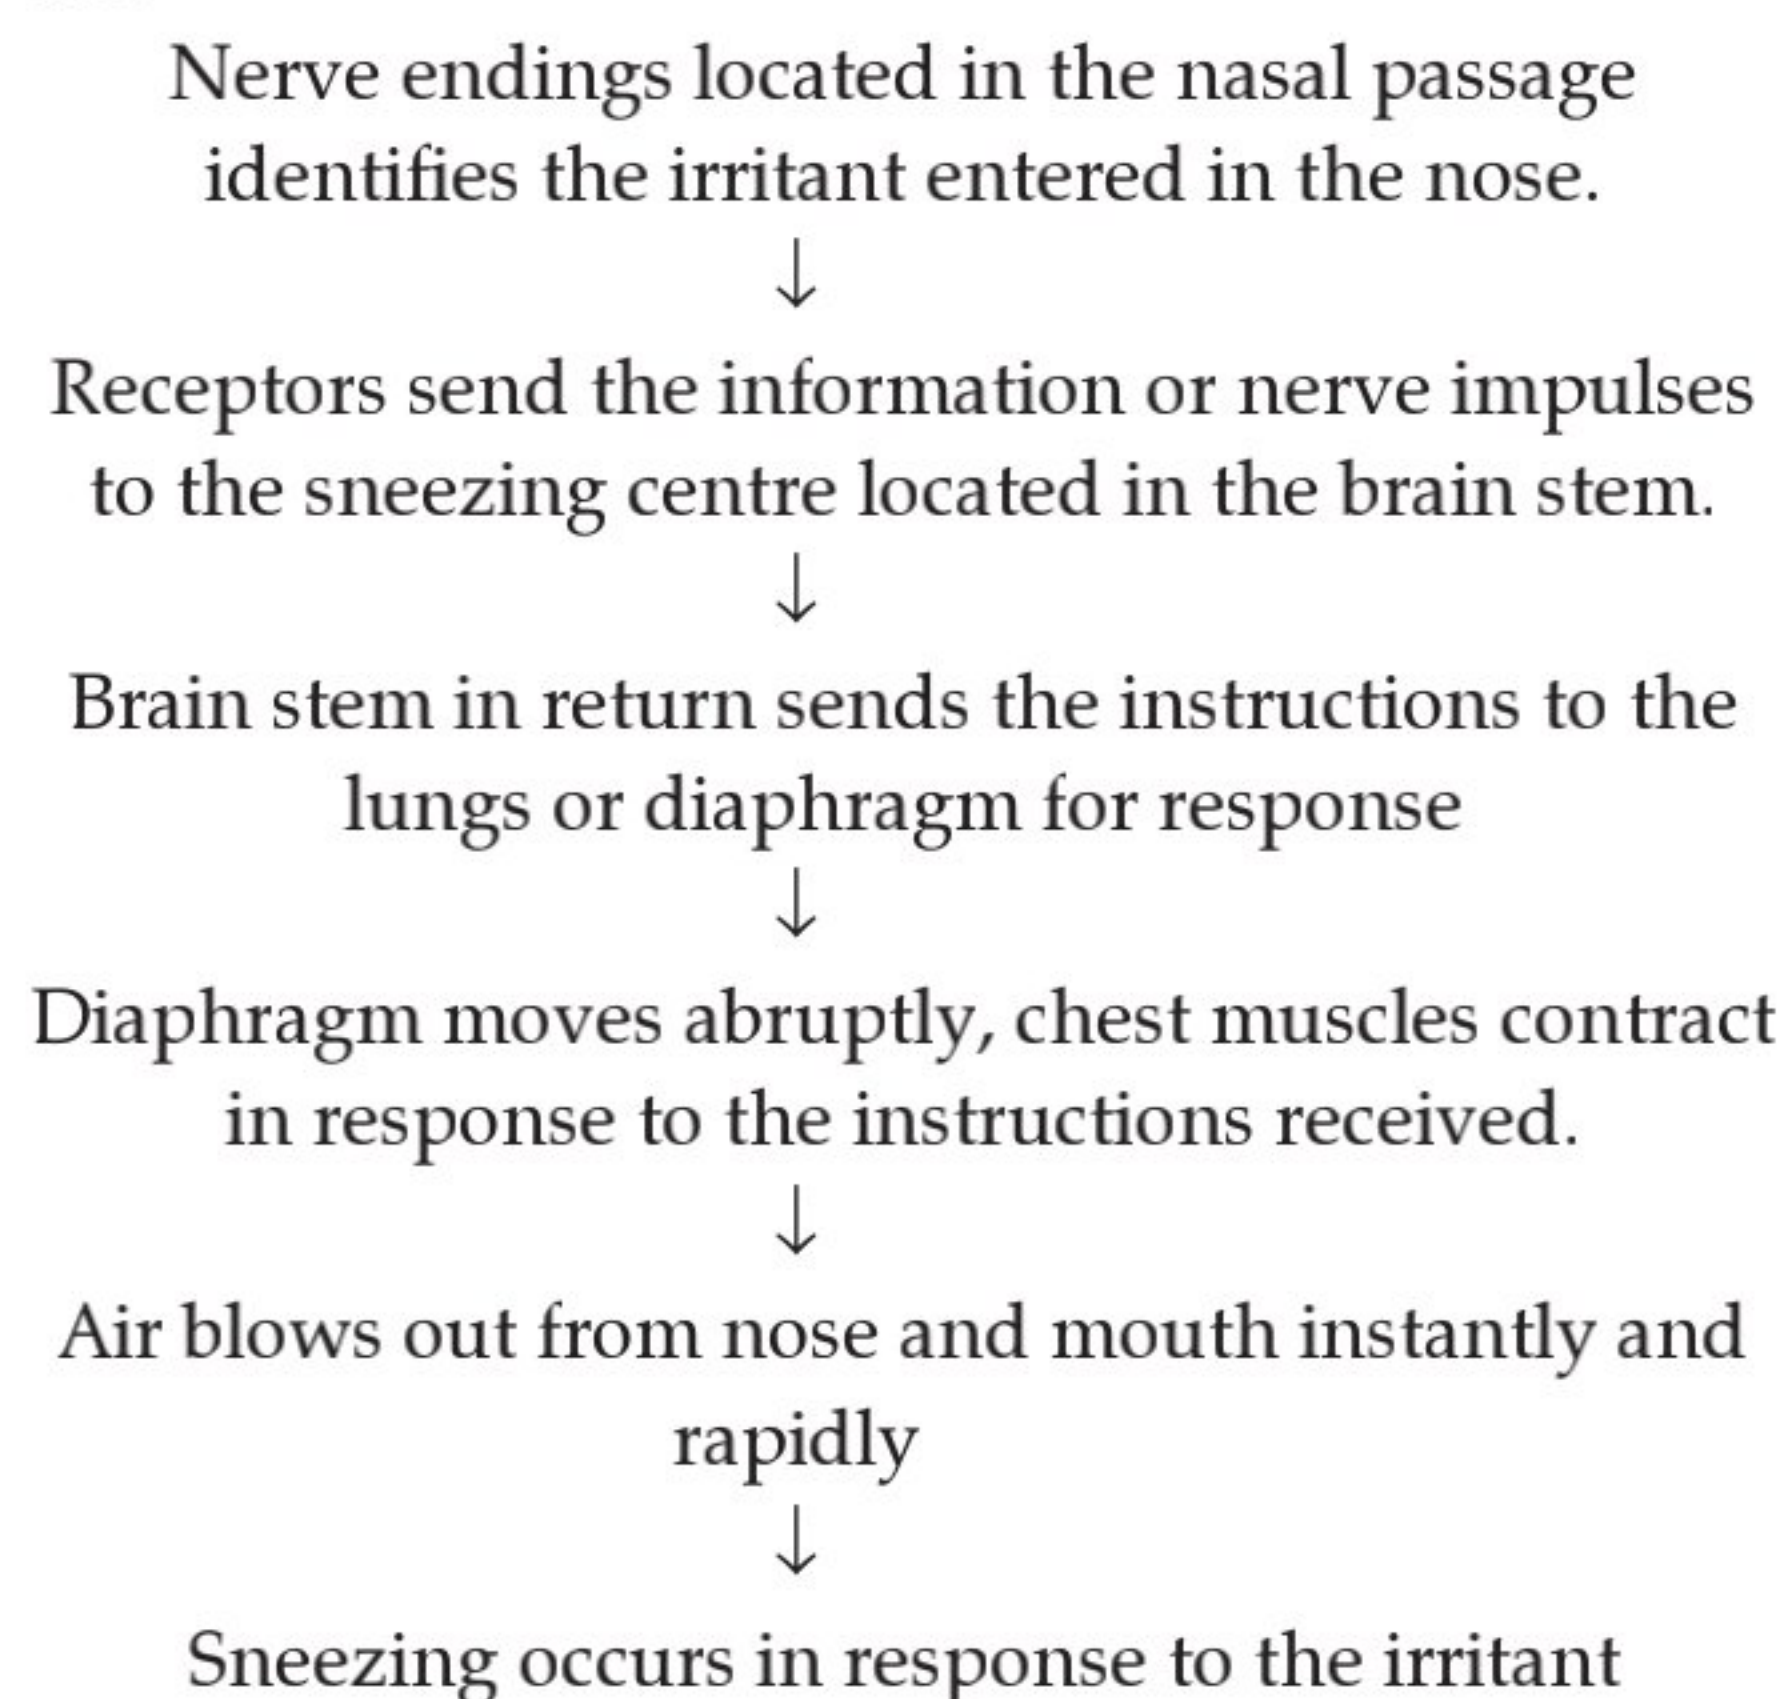 Nerve endings located in the nasal passage
identifies the irritant entered in the nose.
↓
Receptors send the information or nerve impulses
to the sneezing centre located in the brain stem.
↓
Brain stem in return sends the instructions to the
lungs or diaphragm for response
↓
Diaphragm moves abruptly, chest muscles contract
in response to the instructions received.
↓
Air blows out from nose and mouth instantly and
rapidly
↓
Sneezing occurs in response to the irritant